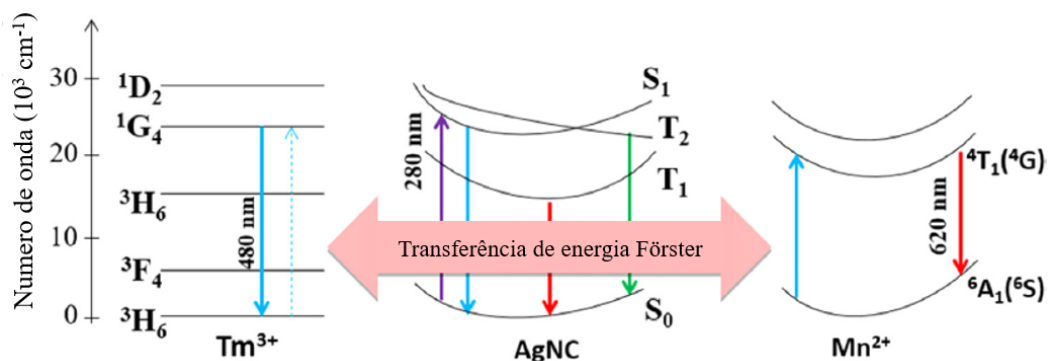 Numero de onda (10³ cm⁻¹)
30
20
10
0
¹D₂
¹G₄
³H₆
³F₄
³H₆
480 nm
Tm³⁺
280 nm
S₁
T₂
T₁
S₀
AgNC
Transferência de energia Förster
⁴T₁(⁴G)
620 nm
⁶A₁(⁶S)
Mn²⁺